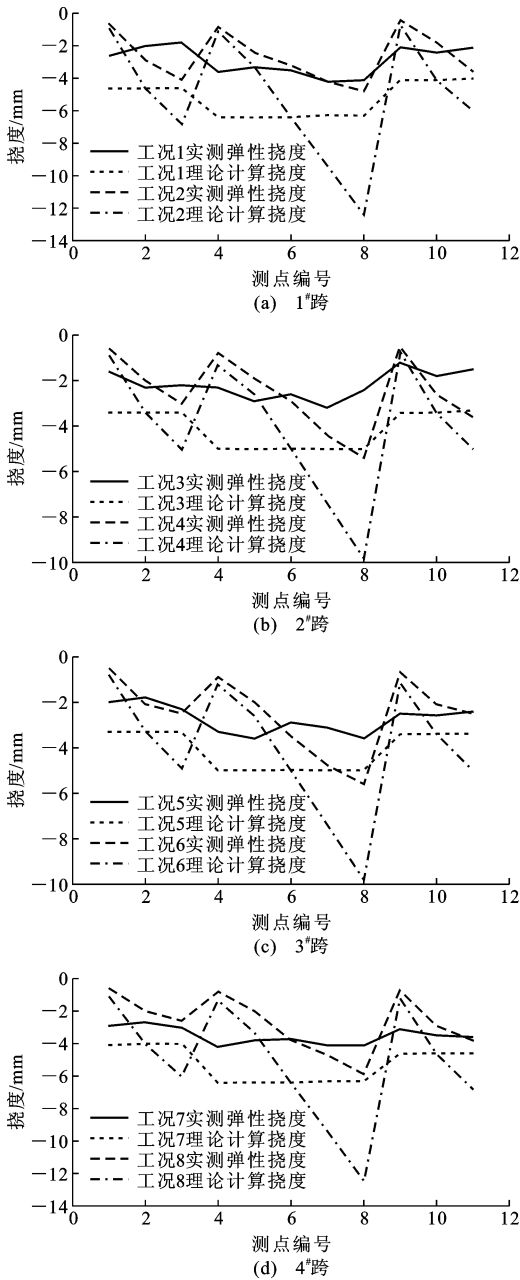 0
−2
−4
−6
−8
−10
−12
−14
挠度/mm
工况1实测弹性挠度
工况1理论计算挠度
工况2实测弹性挠度
工况2理论计算挠度
0 2 4 6 8 10 12
测点编号
(a) 1#跨
0
−2
−4
−6
−8
−10
挠度/mm
工况3实测弹性挠度
工况3理论计算挠度
工况4实测弹性挠度
工况4理论计算挠度
0 2 4 6 8 10 12
测点编号
(b) 2#跨
0
−2
−4
−6
−8
−10
挠度/mm
工况5实测弹性挠度
工况5理论计算挠度
工况6实测弹性挠度
工况6理论计算挠度
0 2 4 6 8 10 12
测点编号
(c) 3#跨
0
−2
−4
−6
−8
−10
−12
−14
挠度/mm
工况7实测弹性挠度
工况7理论计算挠度
工况8实测弹性挠度
工况8理论计算挠度
0 2 4 6 8 10 12
测点编号
(d) 4#跨